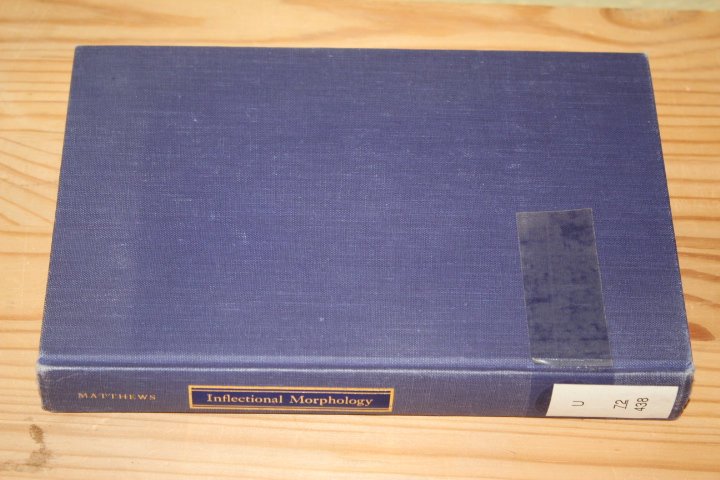 MATTHEWS
Inflectional Morphology
U
72
438